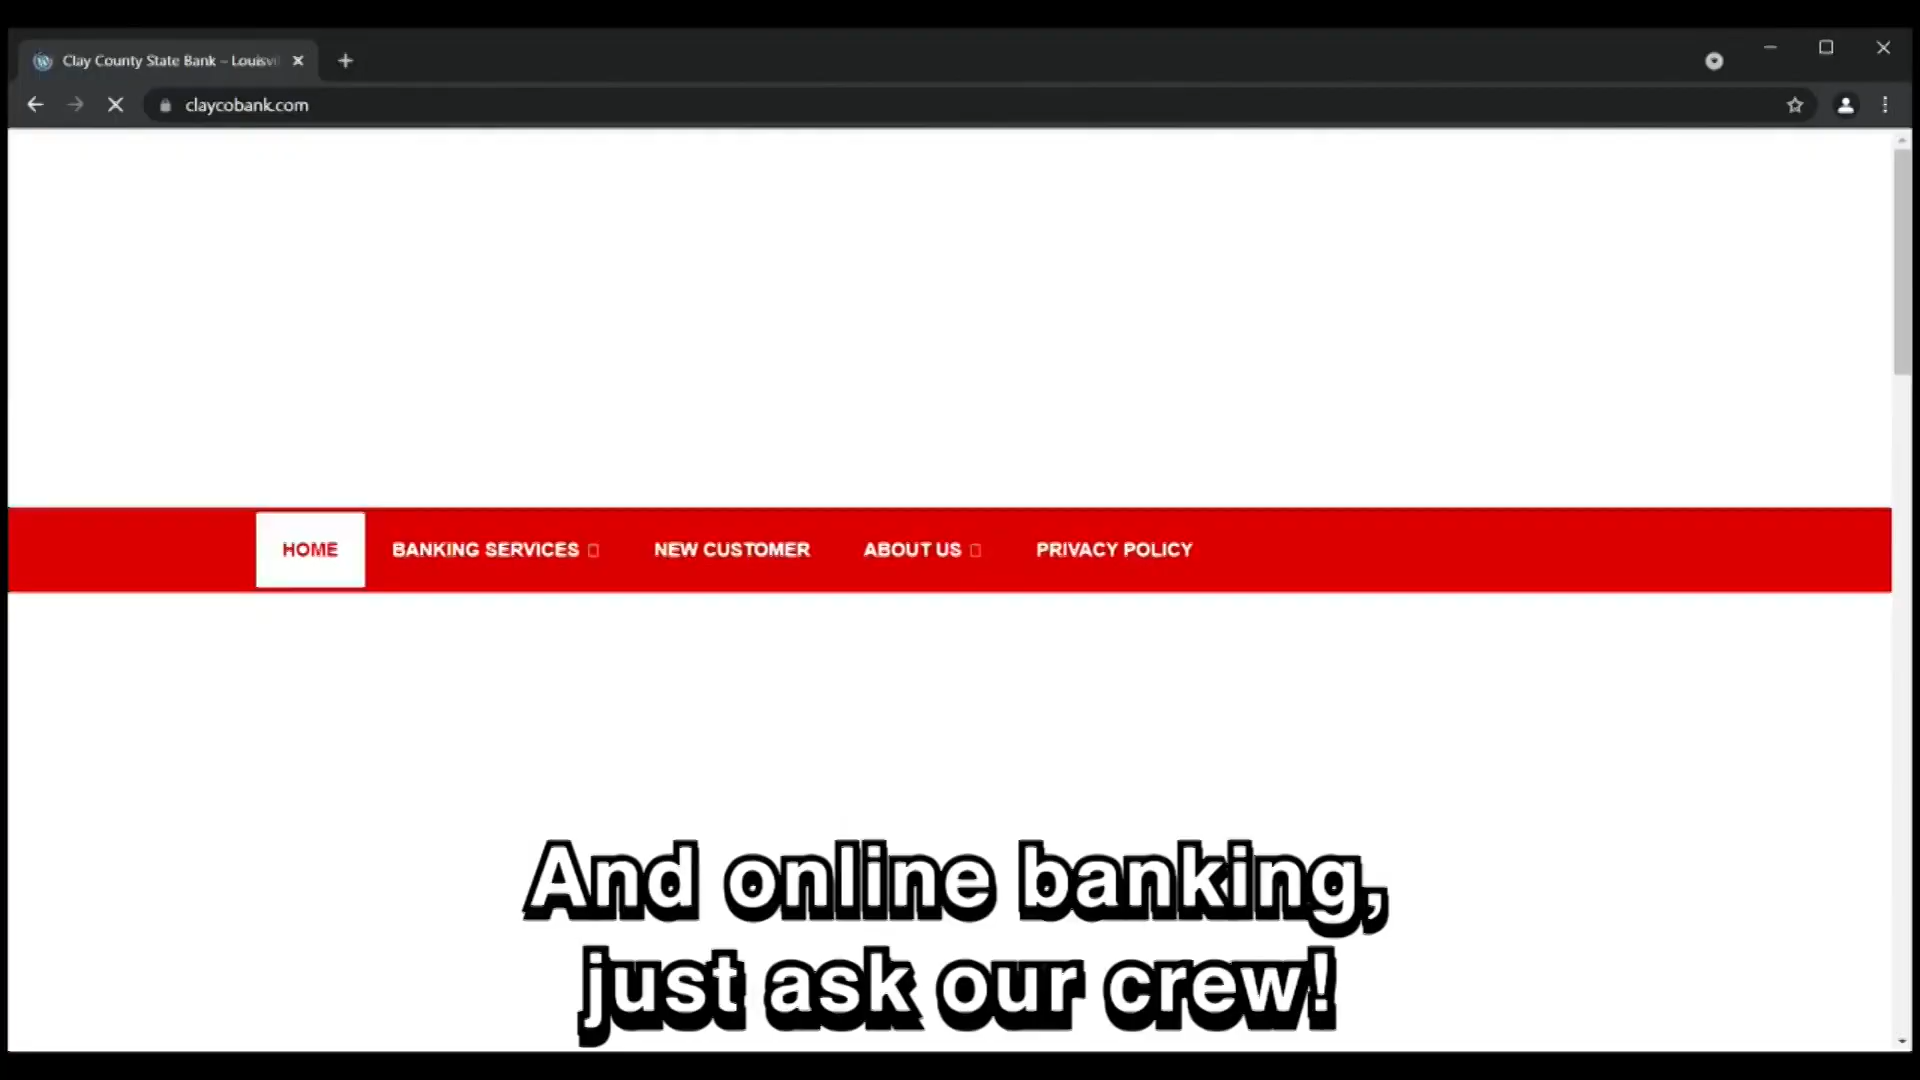 Clay County State Bank – Louisvi
claycobank.com
HOME BANKING SERVICES NEW CUSTOMER ABOUT US PRIVACY POLICY
And online banking,
just ask our crew!